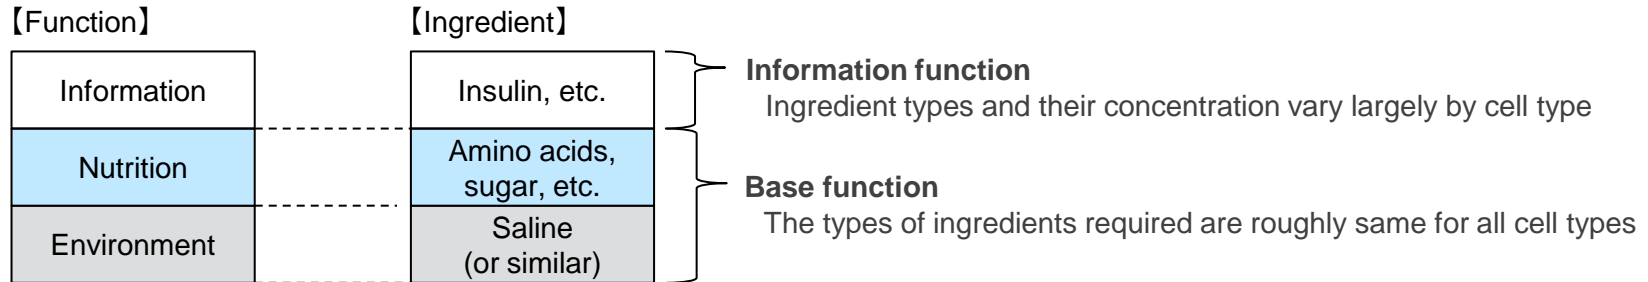 【Function】
【Ingredient】
Information
Insulin, etc.
Information function
Ingredient types and their concentration vary largely by cell type
Nutrition
Amino acids,
sugar, etc.
Base function
The types of ingredients required are roughly same for all cell types
Environment
Saline
(or similar)